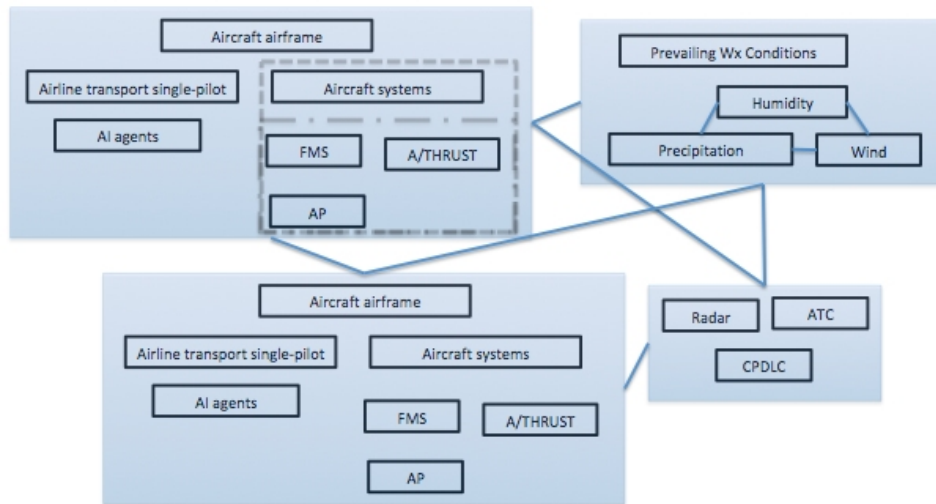 Aircraft airframe
Airline transport single-pilot
Aircraft systems
AI agents
FMS
A/THRUST
AP
Prevailing Wx Conditions
Humidity
Precipitation
Wind
Aircraft airframe
Airline transport single-pilot
Aircraft systems
AI agents
FMS
A/THRUST
AP
Radar
ATC
CPDLC